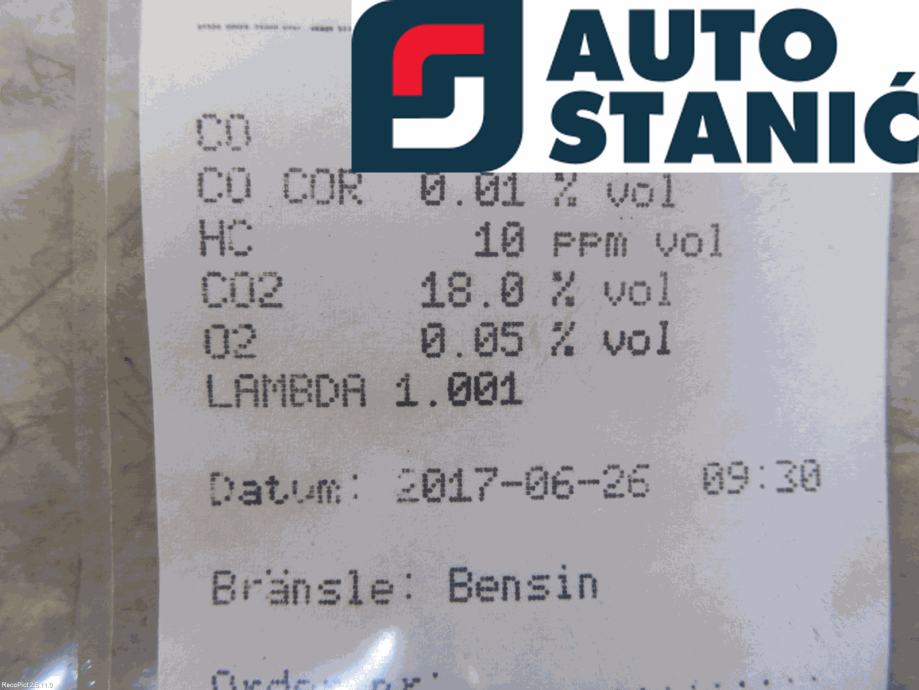 AUTO
STANIĆ
CO
CO COR 0.01 % vol
HC 10 ppm vol
CO2 18.0 % vol
O2 0.05 % vol
LAMBDA 1.001
Datum: 2017-06-26 09:30
Bränsle: Bensin